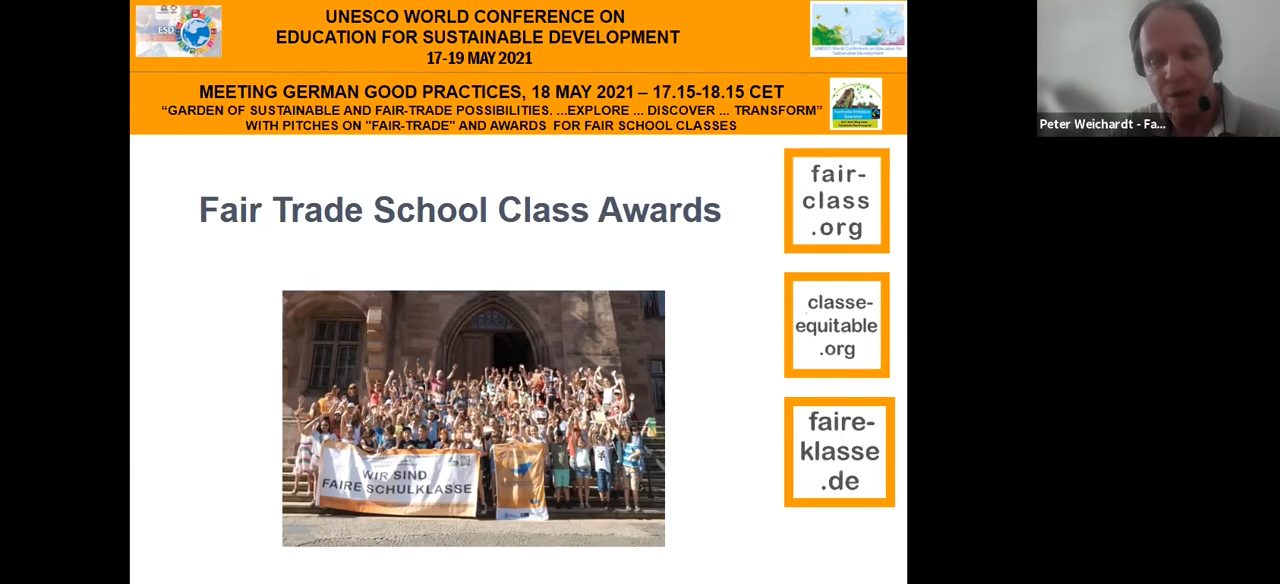 UNESCO WORLD CONFERENCE ON
EDUCATION FOR SUSTAINABLE DEVELOPMENT
17-19 MAY 2021
ESD
MEETING GERMAN GOOD PRACTICES, 18 MAY 2021 – 17.15-18.15 CET
“GARDEN OF SUSTAINABLE AND FAIR-TRADE POSSIBILITIES. ...EXPLORE ... DISCOVER ... TRANSFORM”
WITH PITCHES ON "FAIR-TRADE" AND AWARDS FOR FAIR SCHOOL CLASSES
Peter Weichardt - Fa...
Fair Trade School Class Awards
fair-
class
.org
classe-
equitable
.org
faire-
klasse
.de
WIR SIND
FAIRE SCHULKLASSE